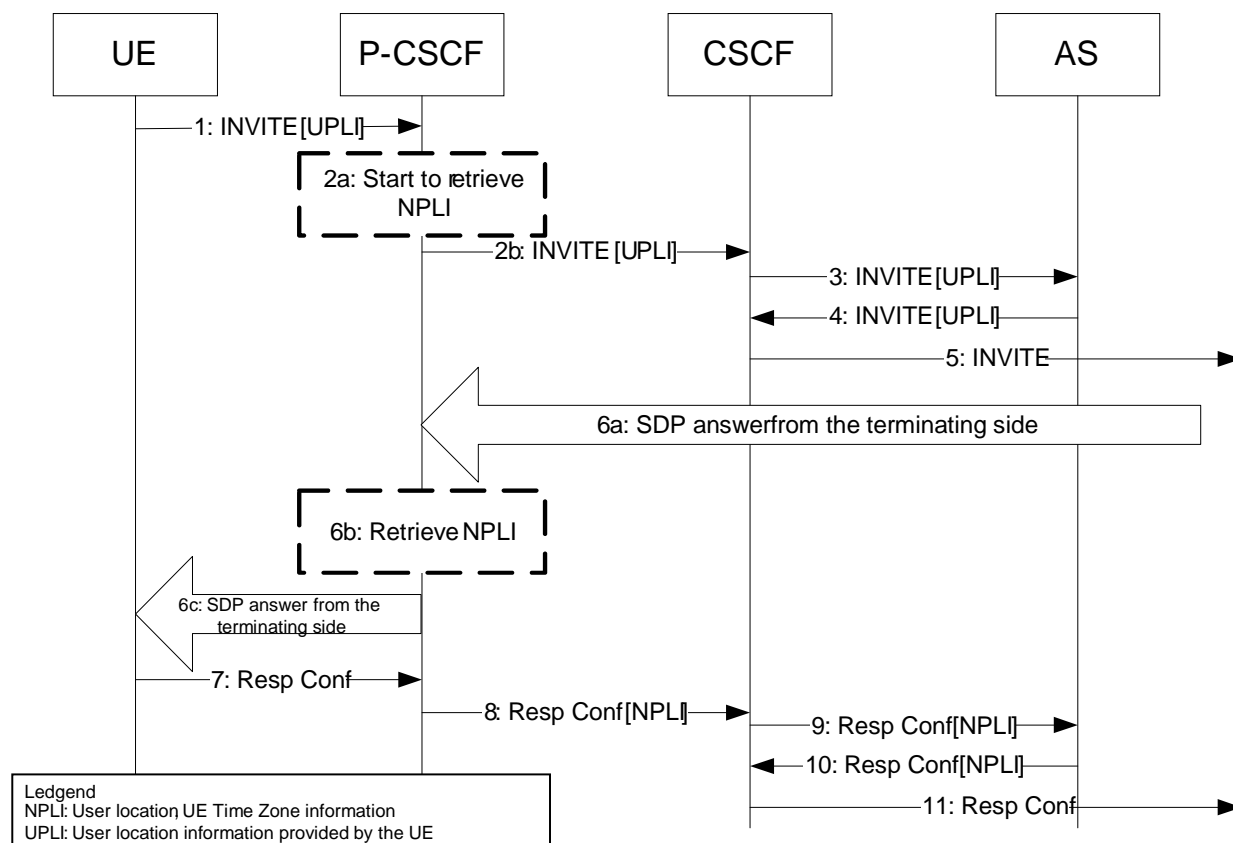 UE
P-CSCF
CSCF
AS
1: INVITE[UPLI]
2a: Start to retrieve
NPLI
2b: INVITE [UPLI]
3: INVITE[UPLI]
4: INVITE[UPLI]
5: INVITE
6a: SDP answerfrom the terminating side
6b: Retrieve NPLI
6c: SDP answer from the
terminating side
7: Resp Conf
8: Resp Conf[NPLI]
9: Resp Conf[NPLI]
10: Resp Conf[NPLI]
11: Resp Conf
Ledgend
NPLI: User location, UE Time Zone information
UPLI: User location information provided by the UE